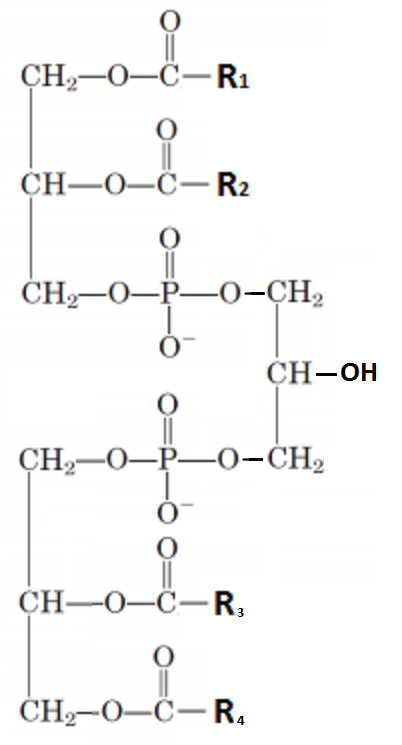 O
CH₂—O—C—R₁
O
CH—O—C—R₂
O
CH₂—O—P—O—CH₂
O⁻
CH—OH
O
CH₂—O—P—O—CH₂
O⁻
O
CH—O—C—R₃
O
CH₂—O—C—R₄